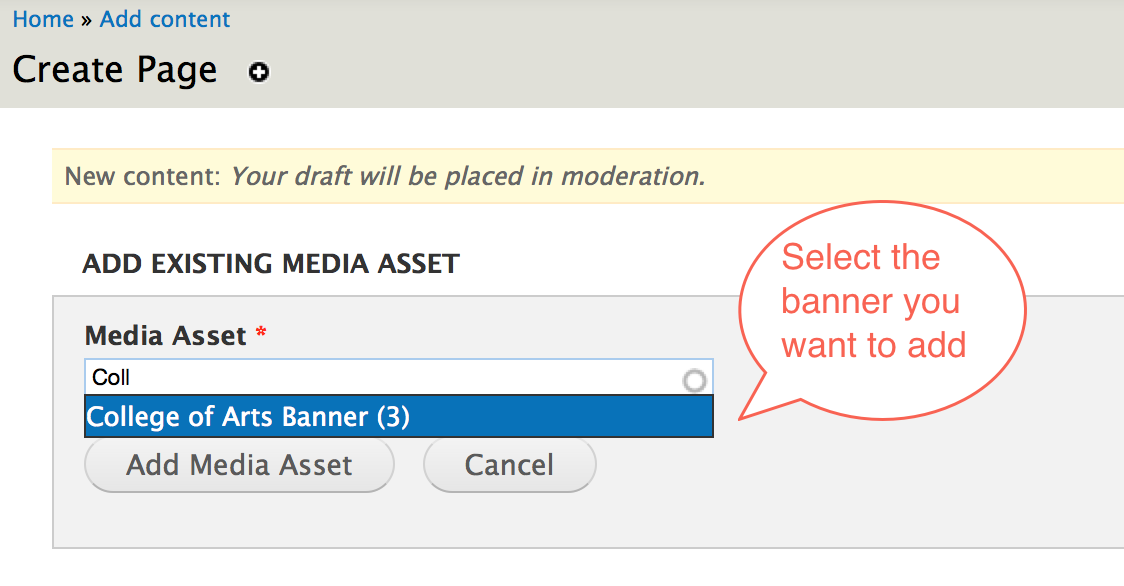 Home » Add content
Create Page
New content: Your draft will be placed in moderation.
ADD EXISTING MEDIA ASSET
Select the
banner you
want to add
Media Asset *
Coll
College of Arts Banner (3)
Add Media Asset Cancel